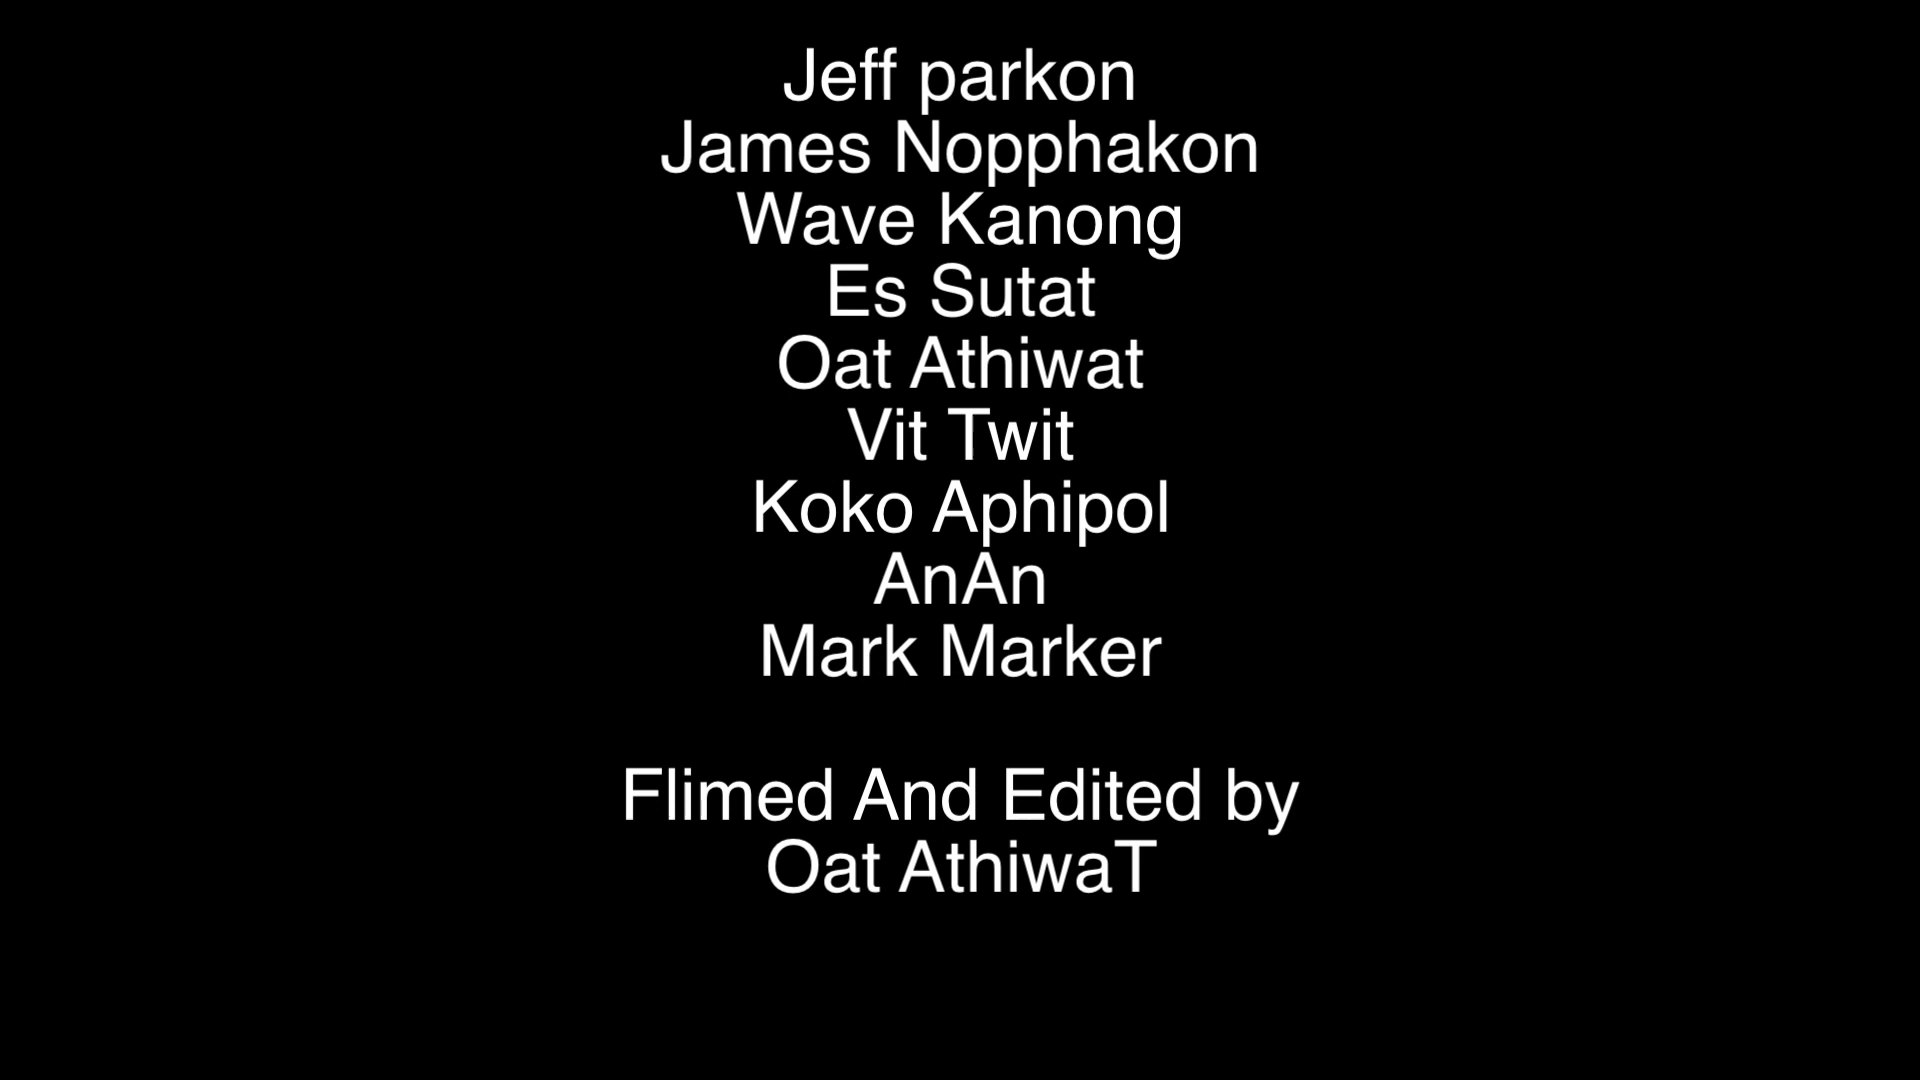 Jeff parkon
James Nopphakon
Wave Kanong
Es Sutat
Oat Athiwat
Vit Twit
Koko Aphipol
AnAn
Mark Marker
Flimed And Edited by
Oat AthiwaT